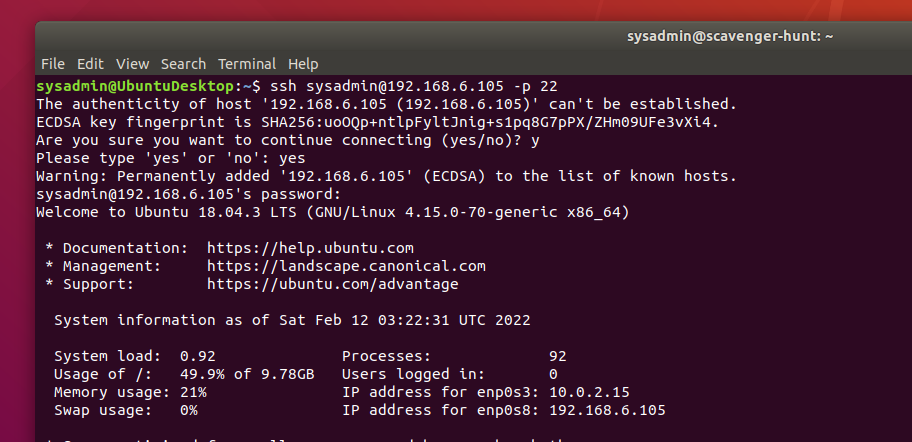 sysadmin@scavenger-hunt: ~
File Edit View Search Terminal Help
sysadmin@UbuntuDesktop:~$ ssh sysadmin@192.168.6.105 -p 22
The authenticity of host '192.168.6.105 (192.168.6.105)' can't be established.
ECDSA key fingerprint is SHA256:uoOQp+ntlpFyltJnig+s1pq8G7pPX/ZHm09UFe3vXi4.
Are you sure you want to continue connecting (yes/no)? y
Please type 'yes' or 'no': yes
Warning: Permanently added '192.168.6.105' (ECDSA) to the list of known hosts.
sysadmin@192.168.6.105's password:
Welcome to Ubuntu 18.04.3 LTS (GNU/Linux 4.15.0-70-generic x86_64)
* Documentation: https://help.ubuntu.com
* Management: https://landscape.canonical.com
* Support: https://ubuntu.com/advantage
System information as of Sat Feb 12 03:22:31 UTC 2022
System load: 0.92 Processes: 92
Usage of /: 49.9% of 9.78GB Users logged in: 0
Memory usage: 21% IP address for enp0s3: 10.0.2.15
Swap usage: 0% IP address for enp0s8: 192.168.6.105